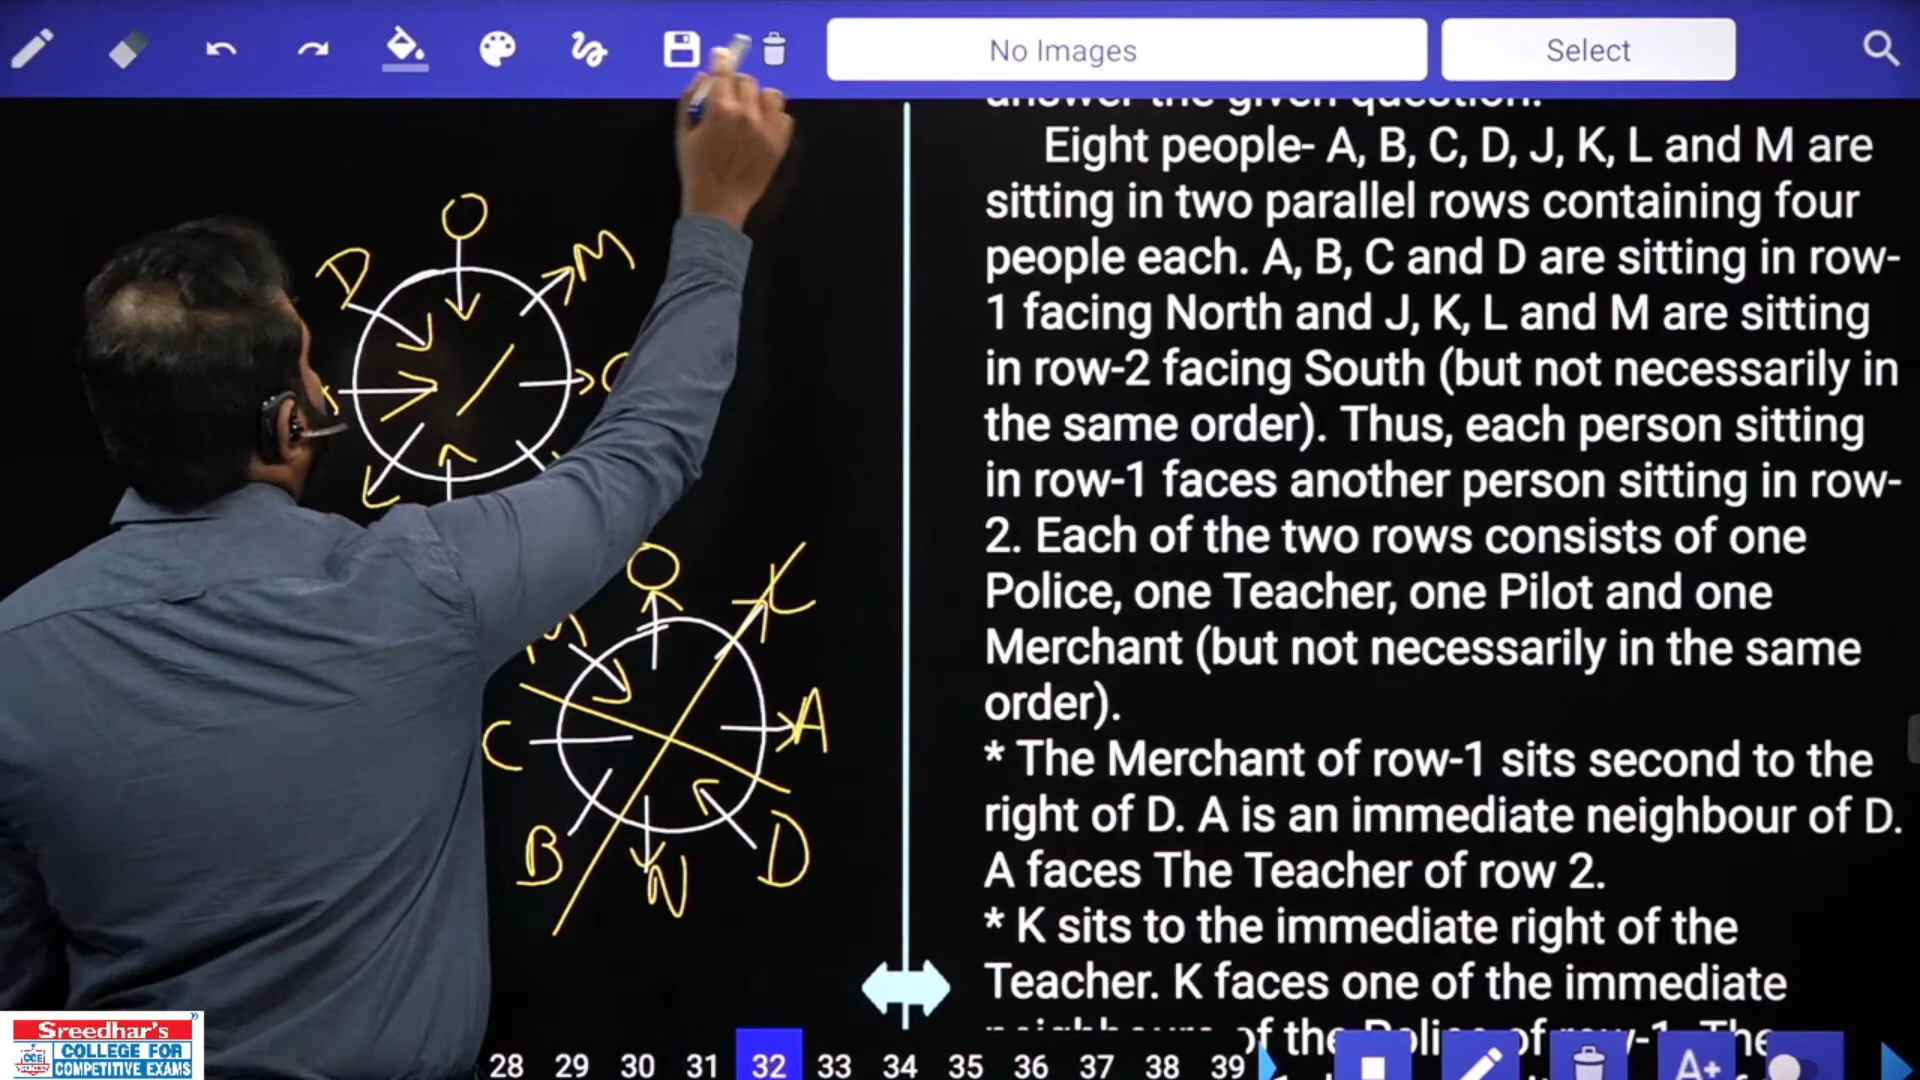 No Images
Select
Eight people- A, B, C, D, J, K, L and M are
sitting in two parallel rows containing four
people each. A, B, C and D are sitting in row-
1 facing North and J, K, L and M are sitting
in row-2 facing South (but not necessarily in
the same order). Thus, each person sitting
in row-1 faces another person sitting in row-
2. Each of the two rows consists of one
Police, one Teacher, one Pilot and one
Merchant (but not necessarily in the same
order).
* The Merchant of row-1 sits second to the
right of D. A is an immediate neighbour of D.
A faces The Teacher of row 2.
* K sits to the immediate right of the
Teacher. K faces one of the immediate
of the
O
D
M
O
K
M
C
A
B
N
D
Sreedhar's
CCE
COLLEGE FOR
COMPETITIVE EXAMS
28 29 30 31 32 33 34 35 36 37 38 39
A+